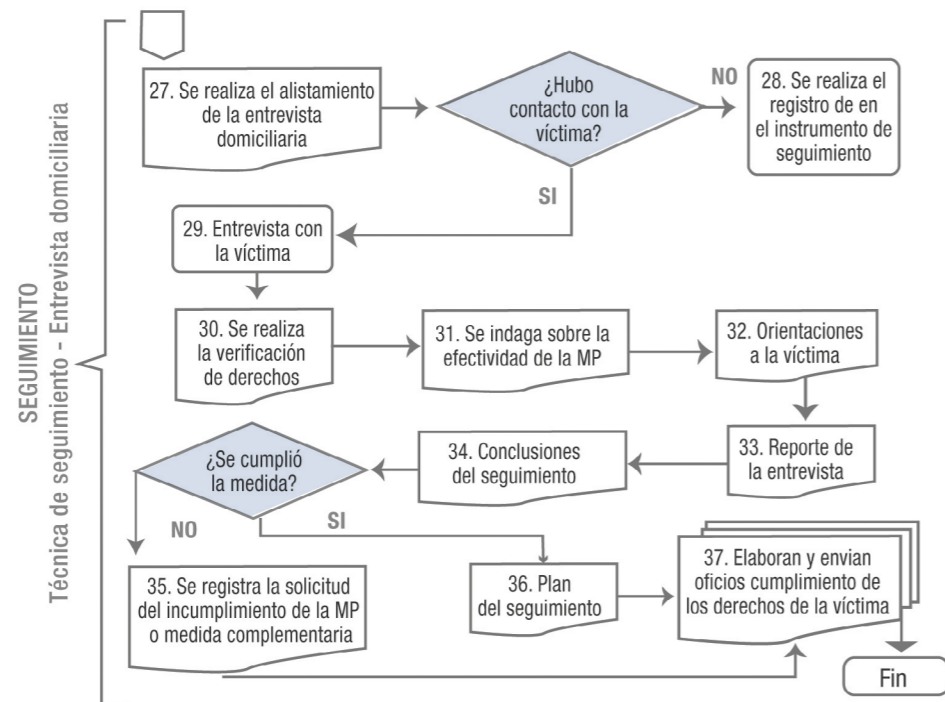 SEGUIMIENTO
Técnica de seguimiento - Entrevista domiciliaria
27. Se realiza el alistamiento
de la entrevista
domiciliaria
¿Hubo
contacto con la
víctima?
NO
28. Se realiza el
registro de en
el instrumento de
seguimiento
SI
29. Entrevista con
la víctima
30. Se realiza
la verificación
de derechos
31. Se indaga sobre la
efectividad de la MP
32. Orientaciones
a la víctima
33. Reporte de
la entrevista
34. Conclusiones
del seguimiento
¿Se cumplió
la medida?
NO
SI
35. Se registra la solicitud
del incumplimiento de la MP
o medida complementaria
36. Plan
del seguimiento
37. Elaboran y envian
oficios cumplimiento de
los derechos de la víctima
Fin